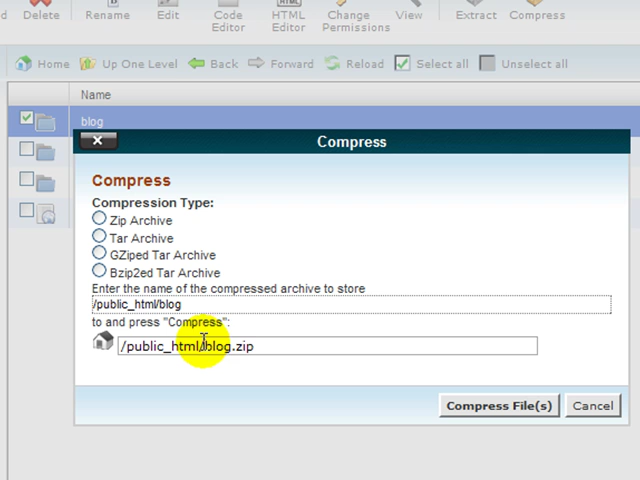 Delete
Rename
Edit
Code Editor
HTML Editor
Change Permissions
View
Extract
Compress
Home
Up One Level
Back
Forward
Reload
Select all
Unselect all
Name
blog
Compress
Compress
Compression Type:
Zip Archive
Tar Archive
GZiped Tar Archive
Bzip2ed Tar Archive
Enter the name of the compressed archive to store
/public_html/blog
to and press "Compress":
/public_html/blog.zip
Compress File(s)
Cancel